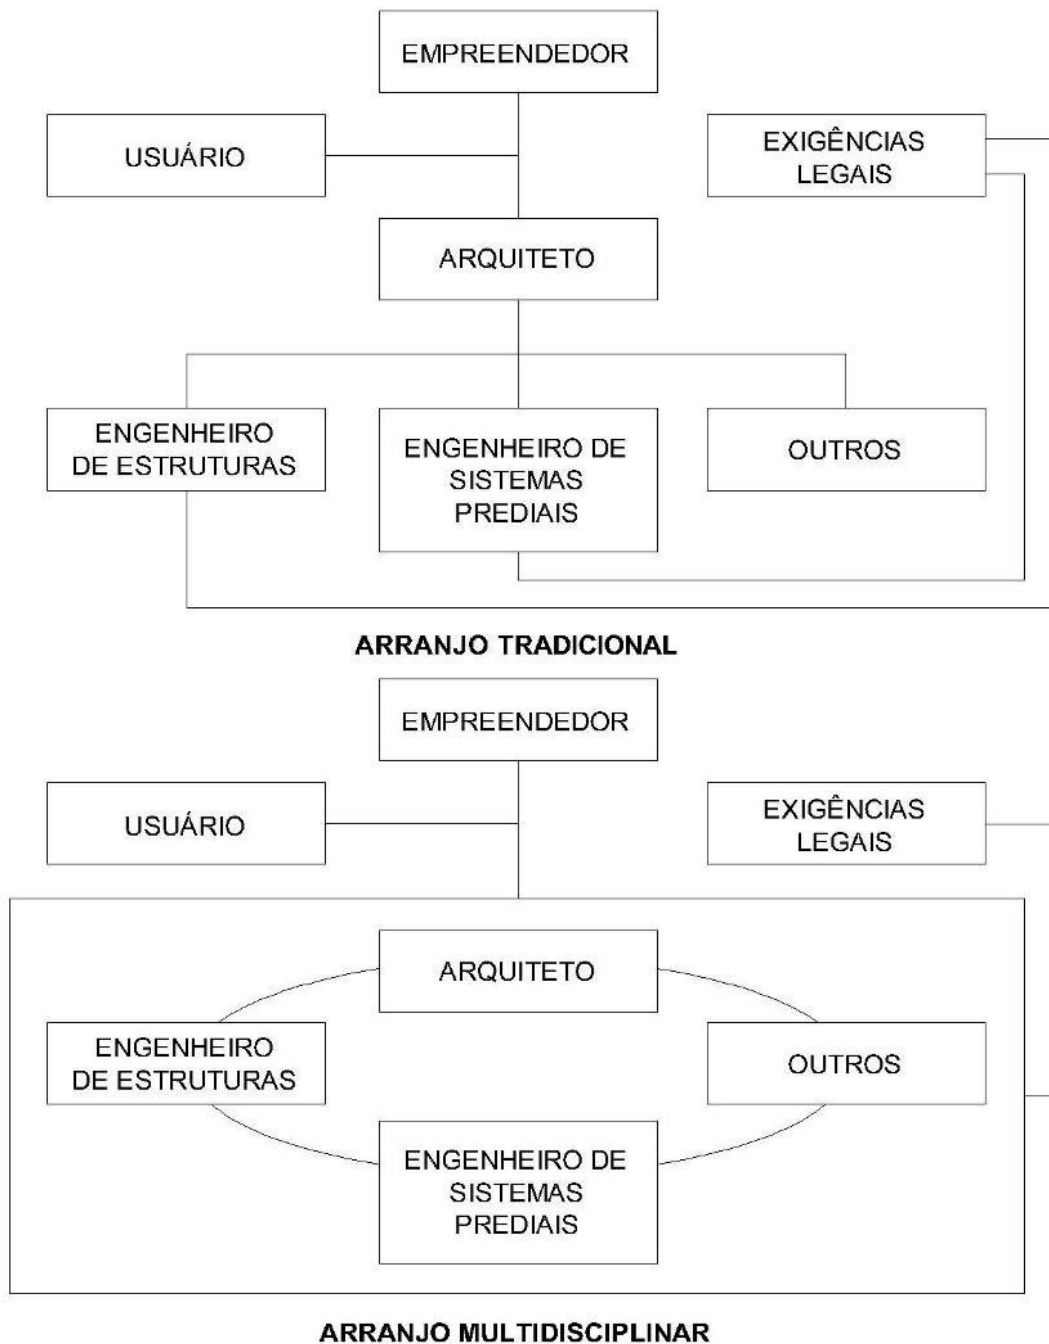 EMPREENDEDOR
USUÁRIO
EXIGÊNCIAS
LEGAIS
ARQUITETO
ENGENHEIRO
DE ESTRUTURAS
ENGENHEIRO DE
SISTEMAS
PREDIAIS
OUTROS
ARRANJO TRADICIONAL
EMPREENDEDOR
USUÁRIO
EXIGÊNCIAS
LEGAIS
ARQUITETO
ENGENHEIRO
DE ESTRUTURAS
OUTROS
ENGENHEIRO DE
SISTEMAS
PREDIAIS
ARRANJO MULTIDISCIPLINAR